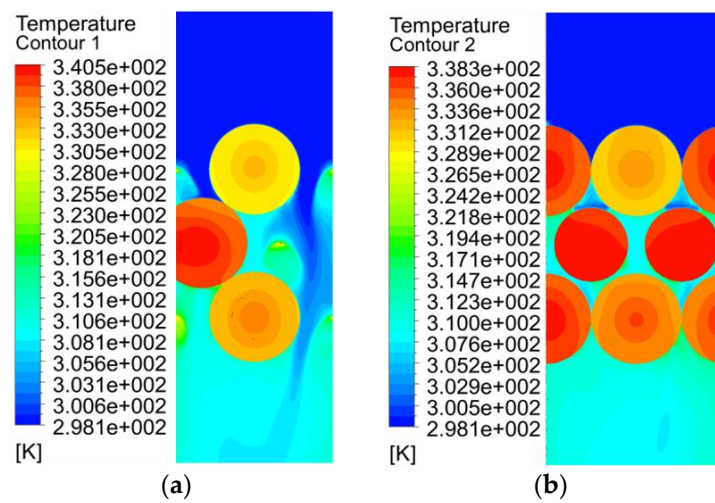 Temperature
Contour 1
3.405e+002
3.380e+002
3.355e+002
3.330e+002
3.305e+002
3.280e+002
3.255e+002
3.230e+002
3.205e+002
3.181e+002
3.156e+002
3.131e+002
3.106e+002
3.081e+002
3.056e+002
3.031e+002
3.006e+002
2.981e+002
[K]
(a)
Temperature
Contour 2
3.383e+002
3.360e+002
3.336e+002
3.312e+002
3.289e+002
3.265e+002
3.242e+002
3.218e+002
3.194e+002
3.171e+002
3.147e+002
3.123e+002
3.100e+002
3.076e+002
3.052e+002
3.029e+002
3.005e+002
2.981e+002
[K]
(b)